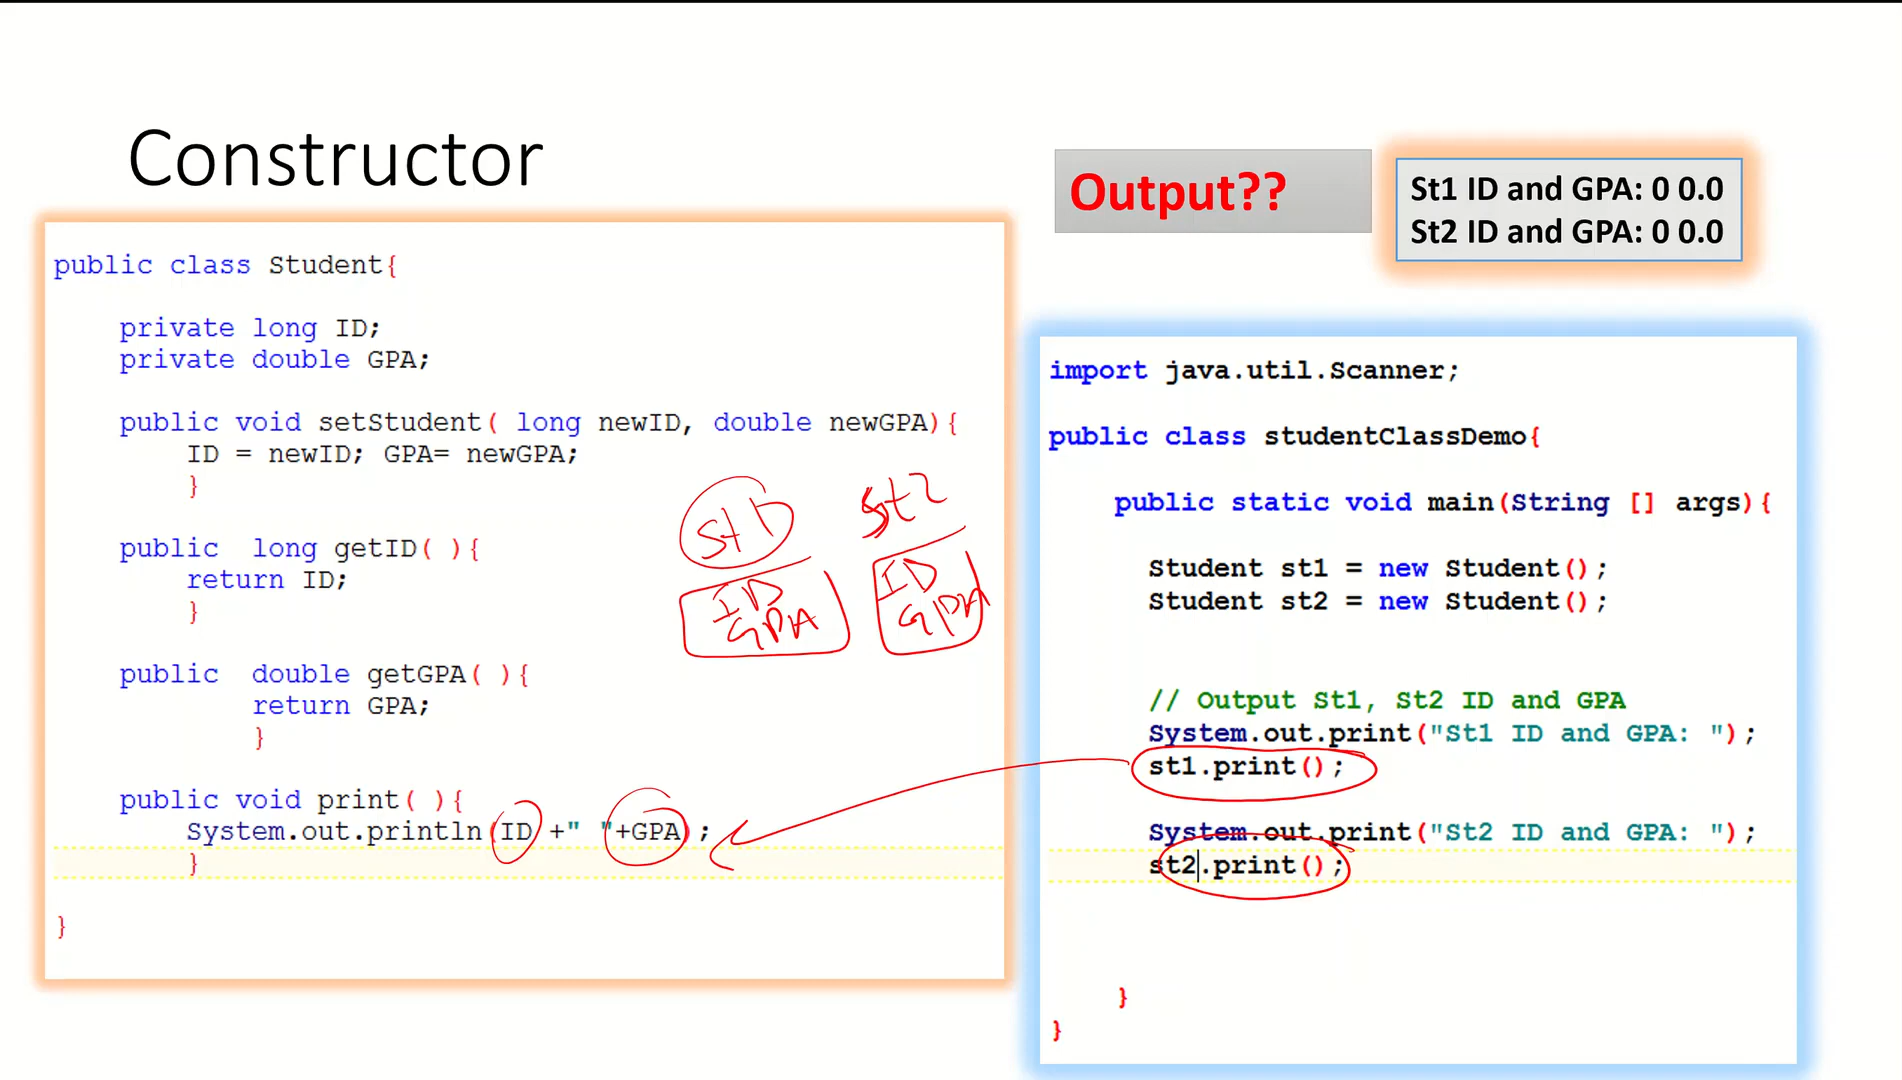 Constructor
Output??
St1 ID and GPA: 0 0.0
St2 ID and GPA: 0 0.0
public class Student{
private long ID;
private double GPA;
public void setStudent( long newID, double newGPA){
ID = newID; GPA= newGPA;
}
public  long getID( ){
return ID;
}
public  double getGPA( ){
return GPA;
}
public void print( ){
System.out.println(ID +" "+GPA);
}
}
st1
ID
GPA
st2
ID
GPA
import java.util.Scanner;
public class studentClassDemo{
public static void main(String [] args){
Student st1 = new Student();
Student st2 = new Student();
// Output St1, St2 ID and GPA
System.out.print("St1 ID and GPA: ");
st1.print();
System.out.print("St2 ID and GPA: ");
st2.print();
}
}